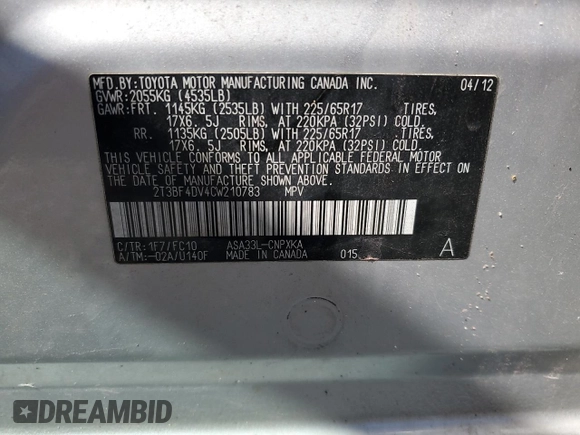 MFD.BY:TOYOTA MOTOR MANUFACTURING CANADA INC. 04/12
GVWR:2055KG (4535LB)
GAWR:FRT. 1145KG (2535LB) WITH 225/65R17 TIRES,
17X6. 5J RIMS, AT 220KPA (32PSI) COLD.
RR. 1135KG (2505LB) WITH 225/65R17 TIRES,
17X6. 5J RIMS, AT 220KPA (32PSI) COLD.
THIS VEHICLE CONFORMS TO ALL APPLICABLE FEDERAL MOTOR
VEHICLE SAFETY AND THEFT PREVENTION STANDARDS IN
EFFECT ON THE DATE OF MANUFACTURE SHOWN ABOVE.
2T3BF4DV4CW210783 MPV
C/TR:1F7/FC10 ASA33L-CNPXKA A
A/TM:-02A/U140F MADE IN CANADA 015
DREAMBID